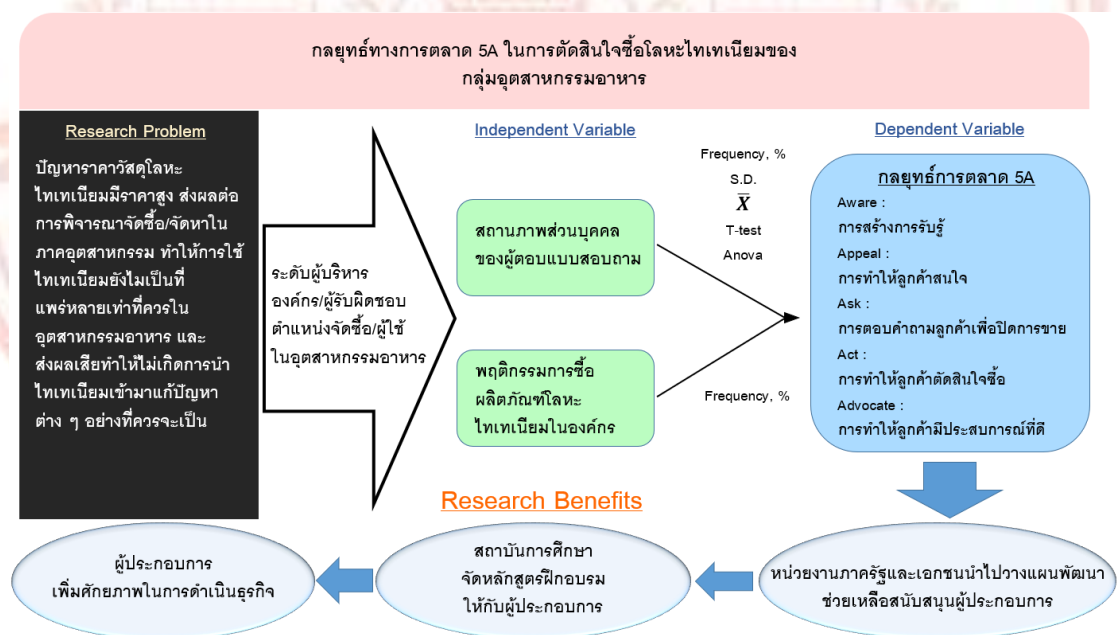 กลยุทธ์ทางการตลาด 5A ในการตัดสินใจซื้อโลหะไทเทเนียมของ
กลุ่มอุตสาหกรรมอาหาร
Research Problem
ปัญหาราคาวัสดุโลหะ
ไทเทเนียมมีราคาสูง ส่งผลต่อ
การพิจารณาจัดซื้อ/จัดหาใน
ภาคอุตสาหกรรม ทำให้การใช้
ไทเทเนียมยังไมเป็นที่
แพร่หลายเท่าที่ควรใน
อุตสาหกรรมอาหาร และ
ส่งผลเสียทำให้ไม่เกิดการนำ
ไทเทเนียมเข้ามาแก้ปัญหา
ต่าง ๆ อย่างที่ควรจะเป็น
ระดับผู้บริหาร
องค์กร/ผู้รับผิดชอบ
ตำแหน่งจัดซื้อ/ผู้ใช้
ในอุตสาหกรรมอาหาร
Independent Variable
สถานภาพส่วนบุคคล
ของผู้ตอบแบบสอบถาม
พฤติกรรมการซื้อ
ผลิตภัณฑ์โลหะ
ไทเทเนียมในองค์กร
Frequency, %
S.D.
X̅
T-test
Anova
Frequency, %
Dependent Variable
กลยุทธ์การตลาด 5A
Aware :
การสร้างการรับรู้
Appeal :
การทำให้ลูกค้าสนใจ
Ask :
การตอบคำถามลูกค้าเพื่อปิดการขาย
Act :
การทำให้ลูกค้าตัดสินใจซื้อ
Advocate :
การทำให้ลูกค้ามีประสบการณ์ที่ดี
Research Benefits
ผู้ประกอบการ
เพิ่มศักยภาพในการดำเนินธุรกิจ
สถาบันการศึกษา
จัดหลักสูตรฝึกอบรม
ให้กับผู้ประกอบการ
หน่วยงานภาครัฐและเอกชนนำไปวางแผนพัฒนา
ช่วยเหลือสนับสนุนผู้ประกอบการ